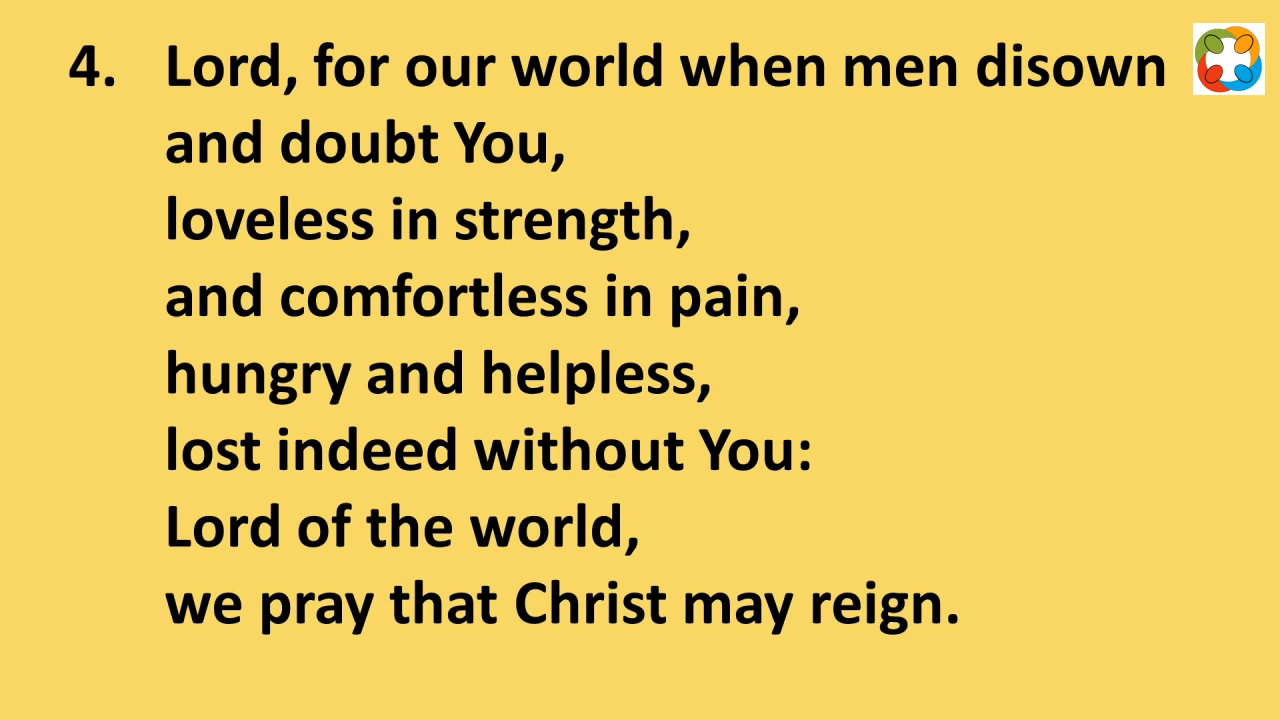 4. Lord, for our world when men disown
and doubt You,
loveless in strength,
and comfortless in pain,
hungry and helpless,
lost indeed without You:
Lord of the world,
we pray that Christ may reign.